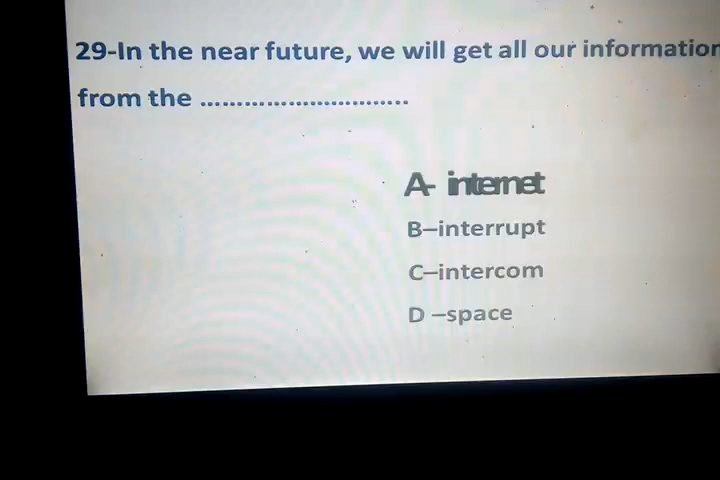 29-In the near future, we will get all our information
from the ..............................
A- internet
B–interrupt
C–intercom
D –space